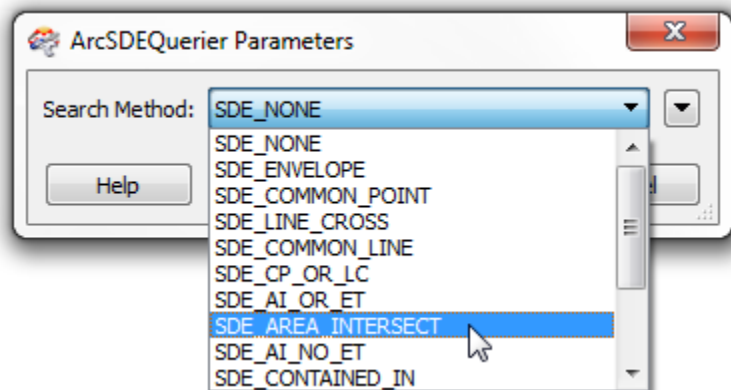 ArcSDEQuerier Parameters
Search Method: SDE_NONE
SDE_NONE
SDE_ENVELOPE
SDE_COMMON_POINT
SDE_LINE_CROSS
SDE_COMMON_LINE
SDE_CP_OR_LC
SDE_AI_OR_ET
SDE_AREA_INTERSECT
SDE_AI_NO_ET
SDE_CONTAINED_IN
Help